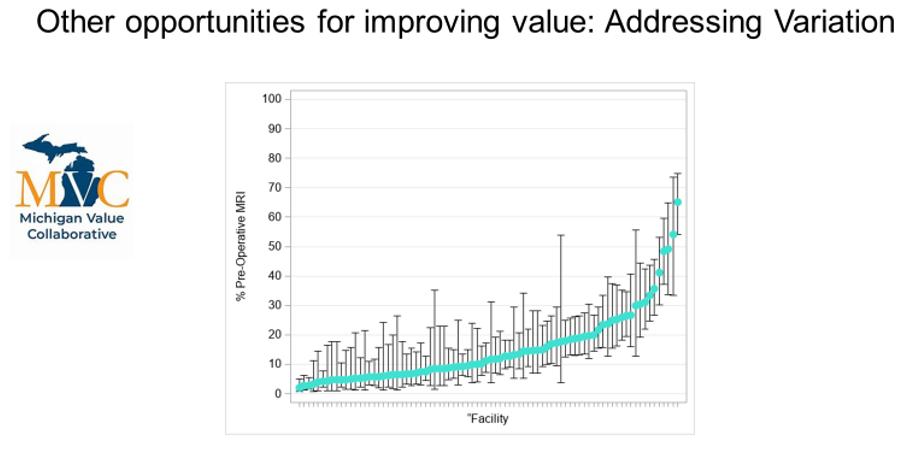 Other opportunities for improving value: Addressing Variation
MVC
Michigan Value
Collaborative
% Pre-Operative MRI
100
90
80
70
60
50
40
30
20
10
0
"Facility